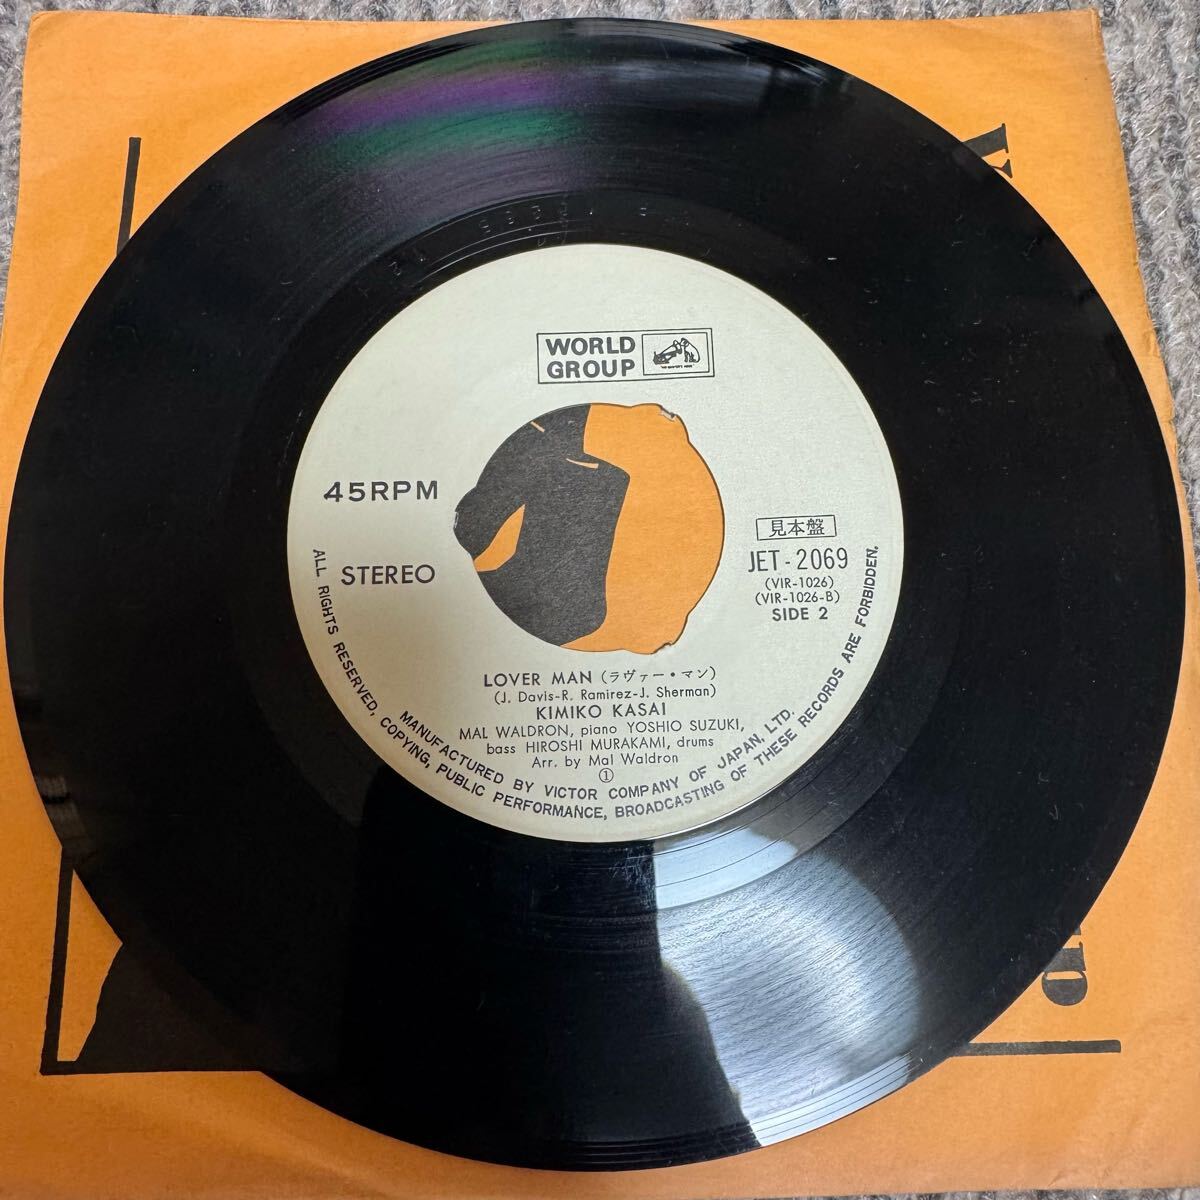 WORLD
GROUP
"HIS MASTER'S VOICE"
45RPM
STEREO
見本盤
JET-2069
(VIR-1026)
(VIR-1026-B)
SIDE 2
LOVER MAN (ラヴァー・マン)
(J. Davis-R. Ramirez-J. Sherman)
KIMIKO KASAI
MAL WALDRON, piano YOSHIO SUZUKI,
bass HIROSHI MURAKAMI, drums
Arr. by Mal Waldron
①
MANUFACTURED BY VICTOR COMPANY OF JAPAN, LTD.
ALL RIGHTS RESERVED, COPYING, PUBLIC PERFORMANCE, BROADCASTING OF THESE RECORDS ARE FORBIDDEN.